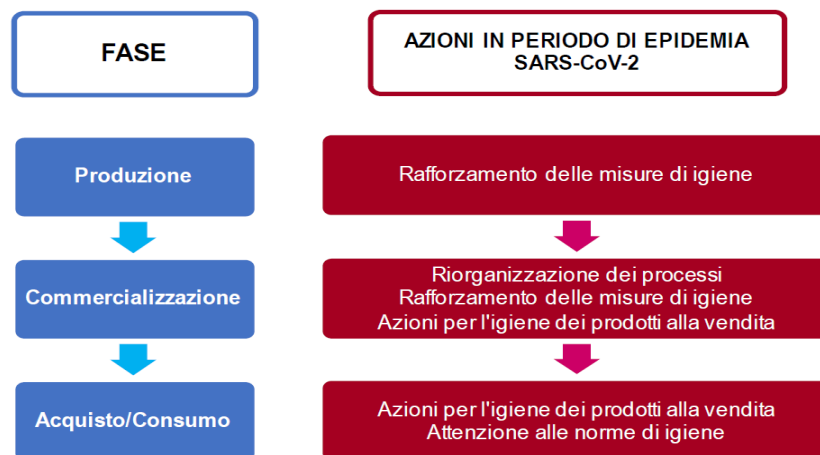 FASE
AZIONI IN PERIODO DI EPIDEMIA
SARS-CoV-2
Produzione
Rafforzamento delle misure di igiene
Commercializzazione
Riorganizzazione dei processi
Rafforzamento delle misure di igiene
Azioni per l'igiene dei prodotti alla vendita
Acquisto/Consumo
Azioni per l'igiene dei prodotti alla vendita
Attenzione alle norme di igiene